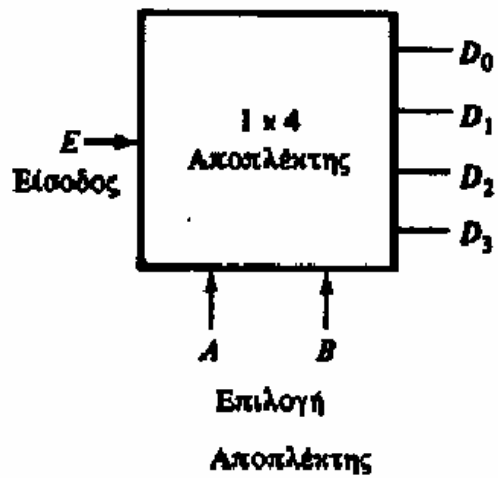 D0
D1
1 x 4
Αποπλέκτης
E
Είσοδος
D2
D3
A B
Επιλογή
Αποπλέκτης